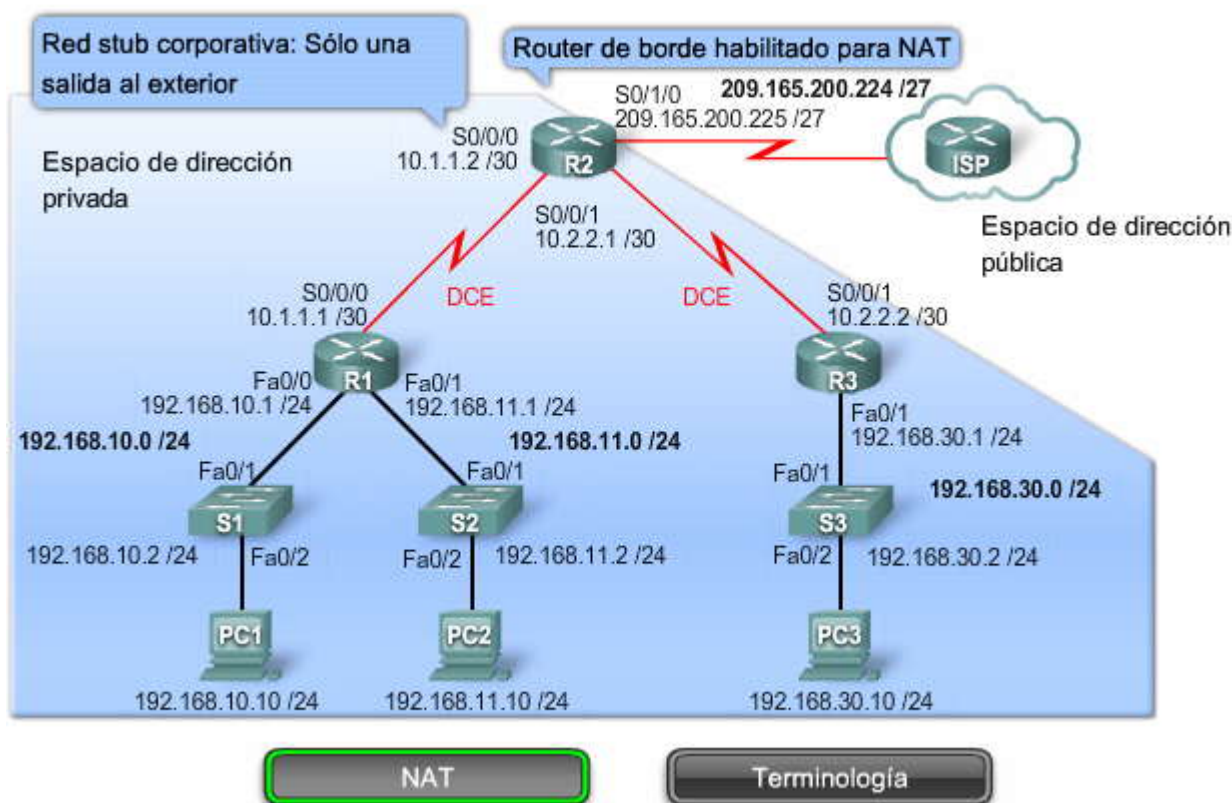 Red stub corporativa: Sólo una
salida al exterior
Router de borde habilitado para NAT
S0/1/0
209.165.200.224 /27
209.165.200.225 /27
S0/0/0
10.1.1.2 /30
R2
ISP
Espacio de dirección
privada
S0/0/1
10.2.2.1 /30
Espacio de dirección
pública
S0/0/0
10.1.1.1 /30
DCE
DCE
S0/0/1
10.2.2.2 /30
R1
R3
Fa0/0
192.168.10.1 /24
Fa0/1
192.168.11.1 /24
Fa0/1
192.168.30.1 /24
192.168.10.0 /24
192.168.11.0 /24
Fa0/1
Fa0/1
Fa0/1
192.168.30.0 /24
S1
S2
S3
192.168.10.2 /24
Fa0/2
Fa0/2
192.168.11.2 /24
Fa0/2
192.168.30.2 /24
PC1
PC2
PC3
192.168.10.10 /24
192.168.11.10 /24
192.168.30.10 /24
NAT
Terminología